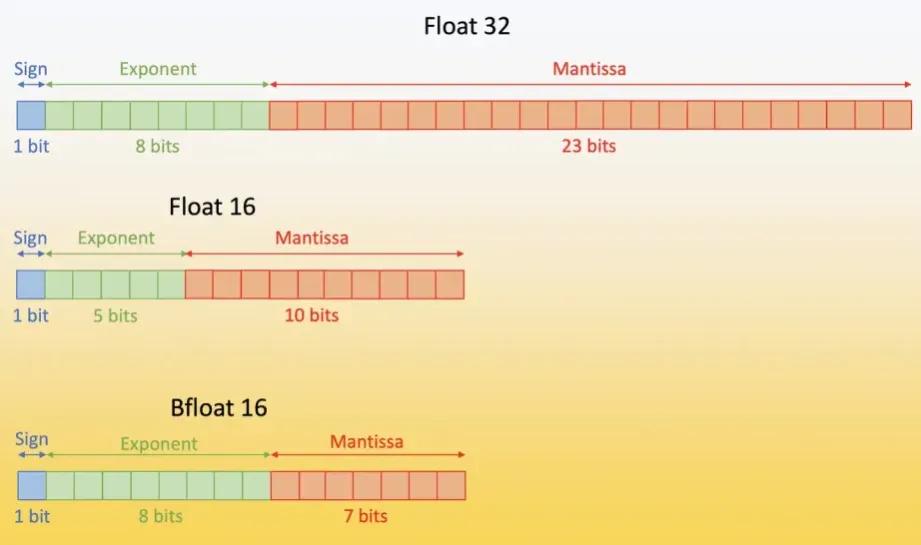 Float 32
Sign Exponent Mantissa
1 bit 8 bits 23 bits
Float 16
Sign Exponent Mantissa
1 bit 5 bits 10 bits
Bfloat 16
Sign Exponent Mantissa
1 bit 8 bits 7 bits